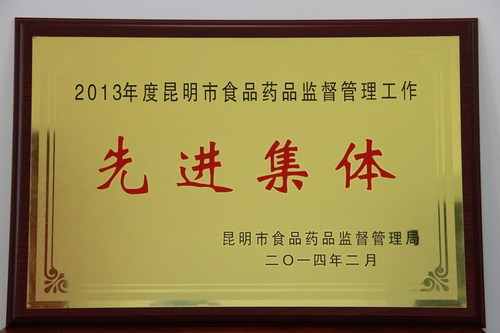 2013年度昆明市食品药品监督管理工作
先进集体
昆明市食品药品监督管理局
二〇一四年二月